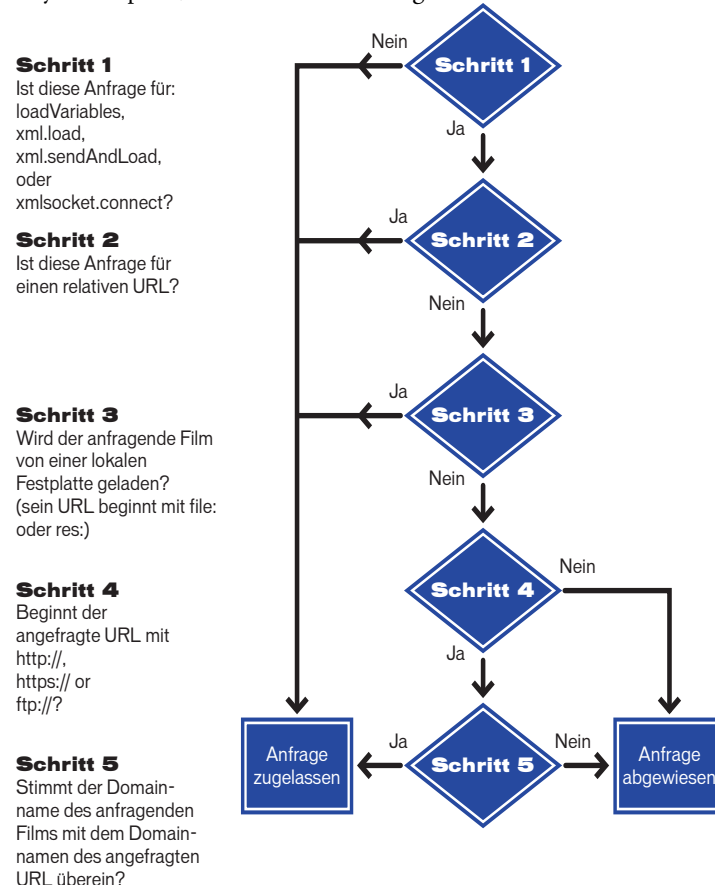 Schritt 1
Ist diese Anfrage für:
loadVariables,
xml.load,
xml.sendAndLoad,
oder
xmlsocket.connect?
Schritt 2
Ist diese Anfrage für
einen relativen URL?
Schritt 3
Wird der anfragende Film
von einer lokalen
Festplatte geladen?
(sein URL beginnt mit file:
oder res:)
Schritt 4
Beginnt der
angefragte URL mit
http://,
https:// or
ftp://?
Schritt 5
Stimmt der Domain-
name des anfragenden
Films mit dem Domain-
namen des angefragten
URL überein?
Nein
Schritt 1
Ja
Ja
Schritt 2
Nein
Ja
Schritt 3
Nein
Schritt 4
Nein
Ja
Anfrage
zugelassen
Ja
Schritt 5
Nein
Anfrage
abgewiesen